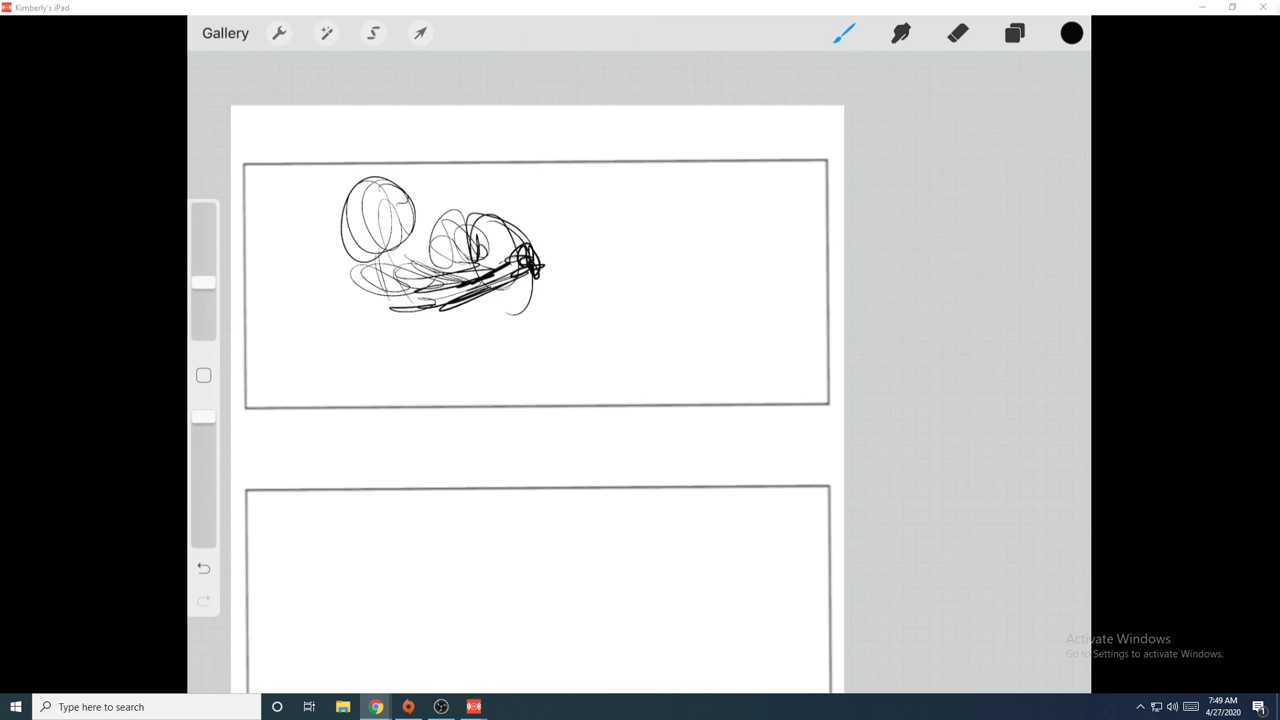 Kimberly's iPad
Gallery
Activate Windows
Go to Settings to activate Windows.
Type here to search
7:49 AM
4/27/2020
1